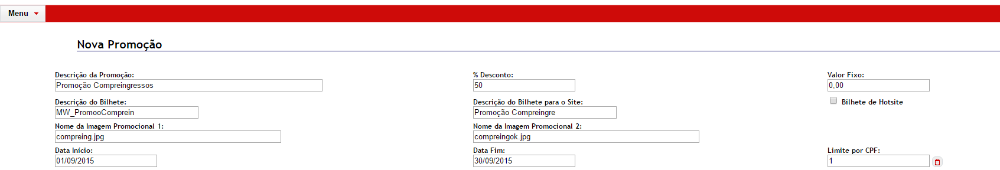 Menu
Nova Promoção
Descrição da Promoção: % Desconto: Valor Fixo:
Promoção Compreingressos 50 0,00
Descrição do Bilhete: Descrição do Bilhete para o Site: Bilhete de Hotsite
MW_PromooComprein Promoção Compreingre
Nome da Imagem Promocional 1: Nome da Imagem Promocional 2:
compreing.jpg compreingok.jpg
Data Início: Data Fim: Limite por CPF:
01/09/2015 30/09/2015 1